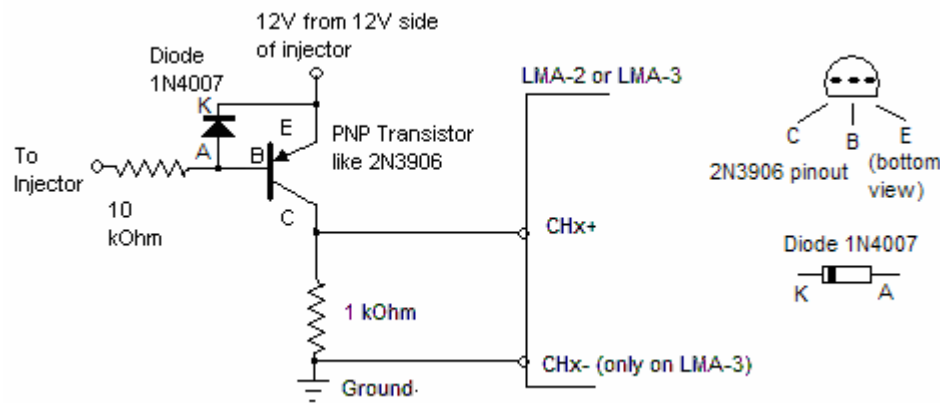 12V from 12V side
of injector
Diode
1N4007
K
A
E
B
C
PNP Transistor
like 2N3906
To
Injector
10
kOhm
1 kOhm
Ground.
LMA-2 or LMA-3
CHx+
CHx- (only on LMA-3)
C
B
E
2N3906 pinout
(bottom
view)
Diode 1N4007
K
A